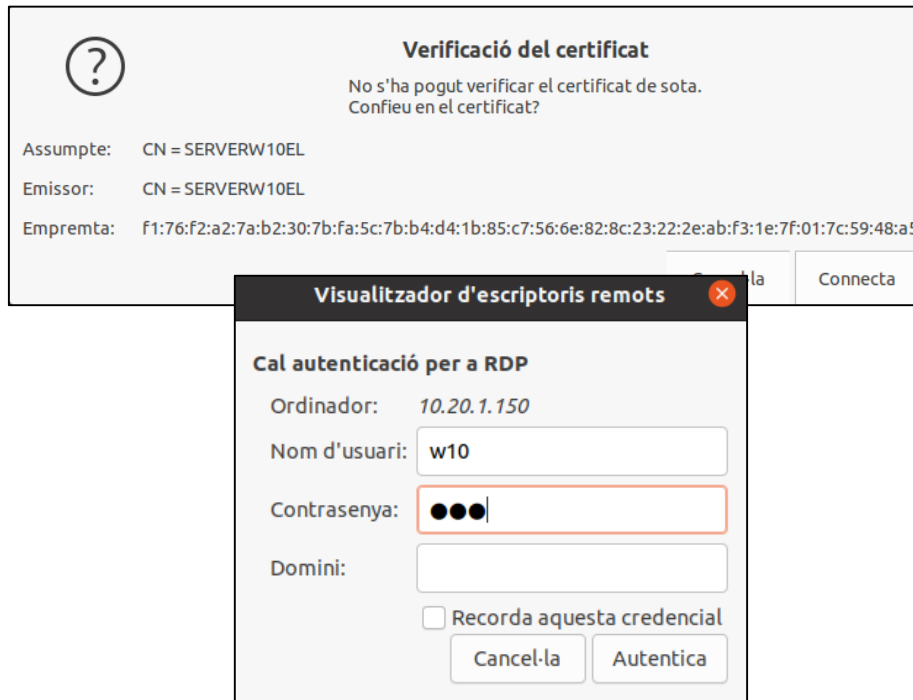 ?
Verificació del certificat
No s'ha pogut verificar el certificat de sota.
Confieu en el certificat?
Assumpte: CN = SERVERW10EL
Emissor: CN = SERVERW10EL
Empremta: f1:76:f2:a2:7a:b2:30:7b:fa:5c:7b:b4:d4:1b:85:c7:56:6e:82:8c:23:22:2e:ab:f3:1e:7f:01:7c:59:48:a5
Connecta
Visualitzador d'escriptoris remots
Cal autenticació per a RDP
Ordinador: 10.20.1.150
Nom d'usuari: w10
Contrasenya: ●●●
Domini:
Recorda aquesta credencial
Cancel·la Autentica